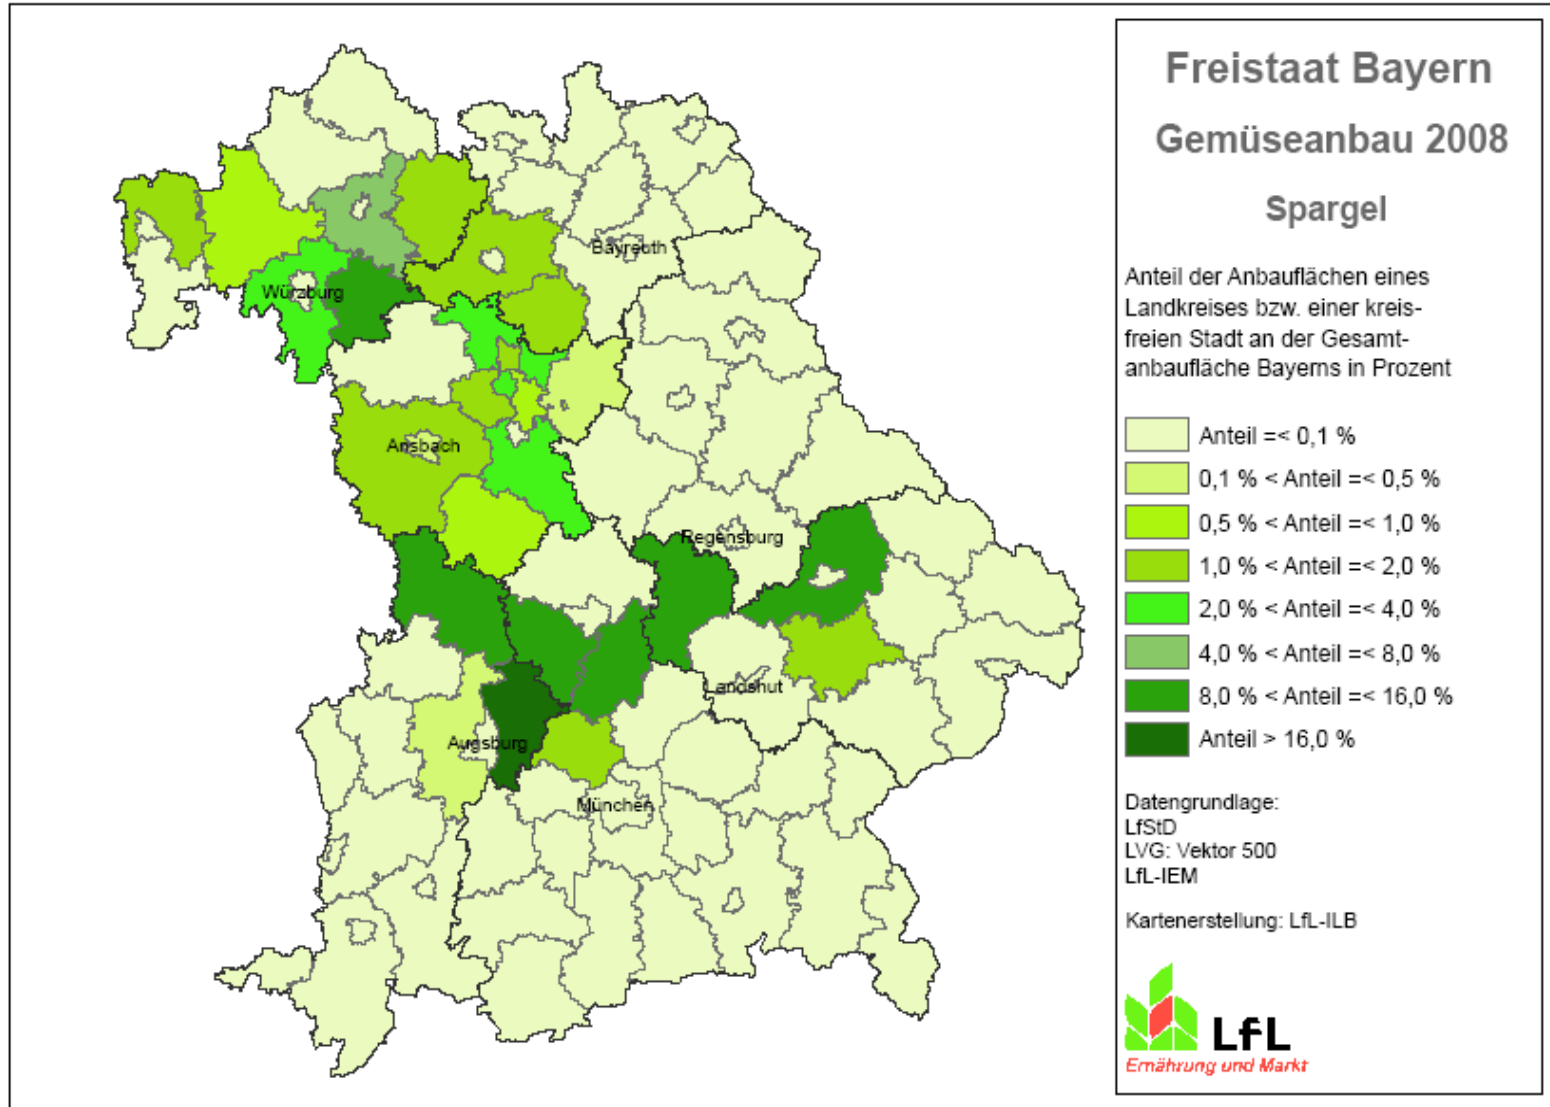 Freistaat Bayern
Gemüseanbau 2008
Spargel
Anteil der Anbauflächen eines
Landkreises bzw. einer kreis-
freien Stadt an der Gesamt-
anbaufläche Bayerns in Prozent
Anteil =< 0,1 %
0,1 % < Anteil =< 0,5 %
0,5 % < Anteil =< 1,0 %
1,0 % < Anteil =< 2,0 %
2,0 % < Anteil =< 4,0 %
4,0 % < Anteil =< 8,0 %
8,0 % < Anteil =< 16,0 %
Anteil > 16,0 %
Datengrundlage:
LfStD
LVG: Vektor 500
LfL-IEM
Kartenerstellung: LfL-ILB
LfL
Ernährung und Markt
Bayreuth
Würzburg
Ansbach
Regensburg
Landshut
Augsburg
München